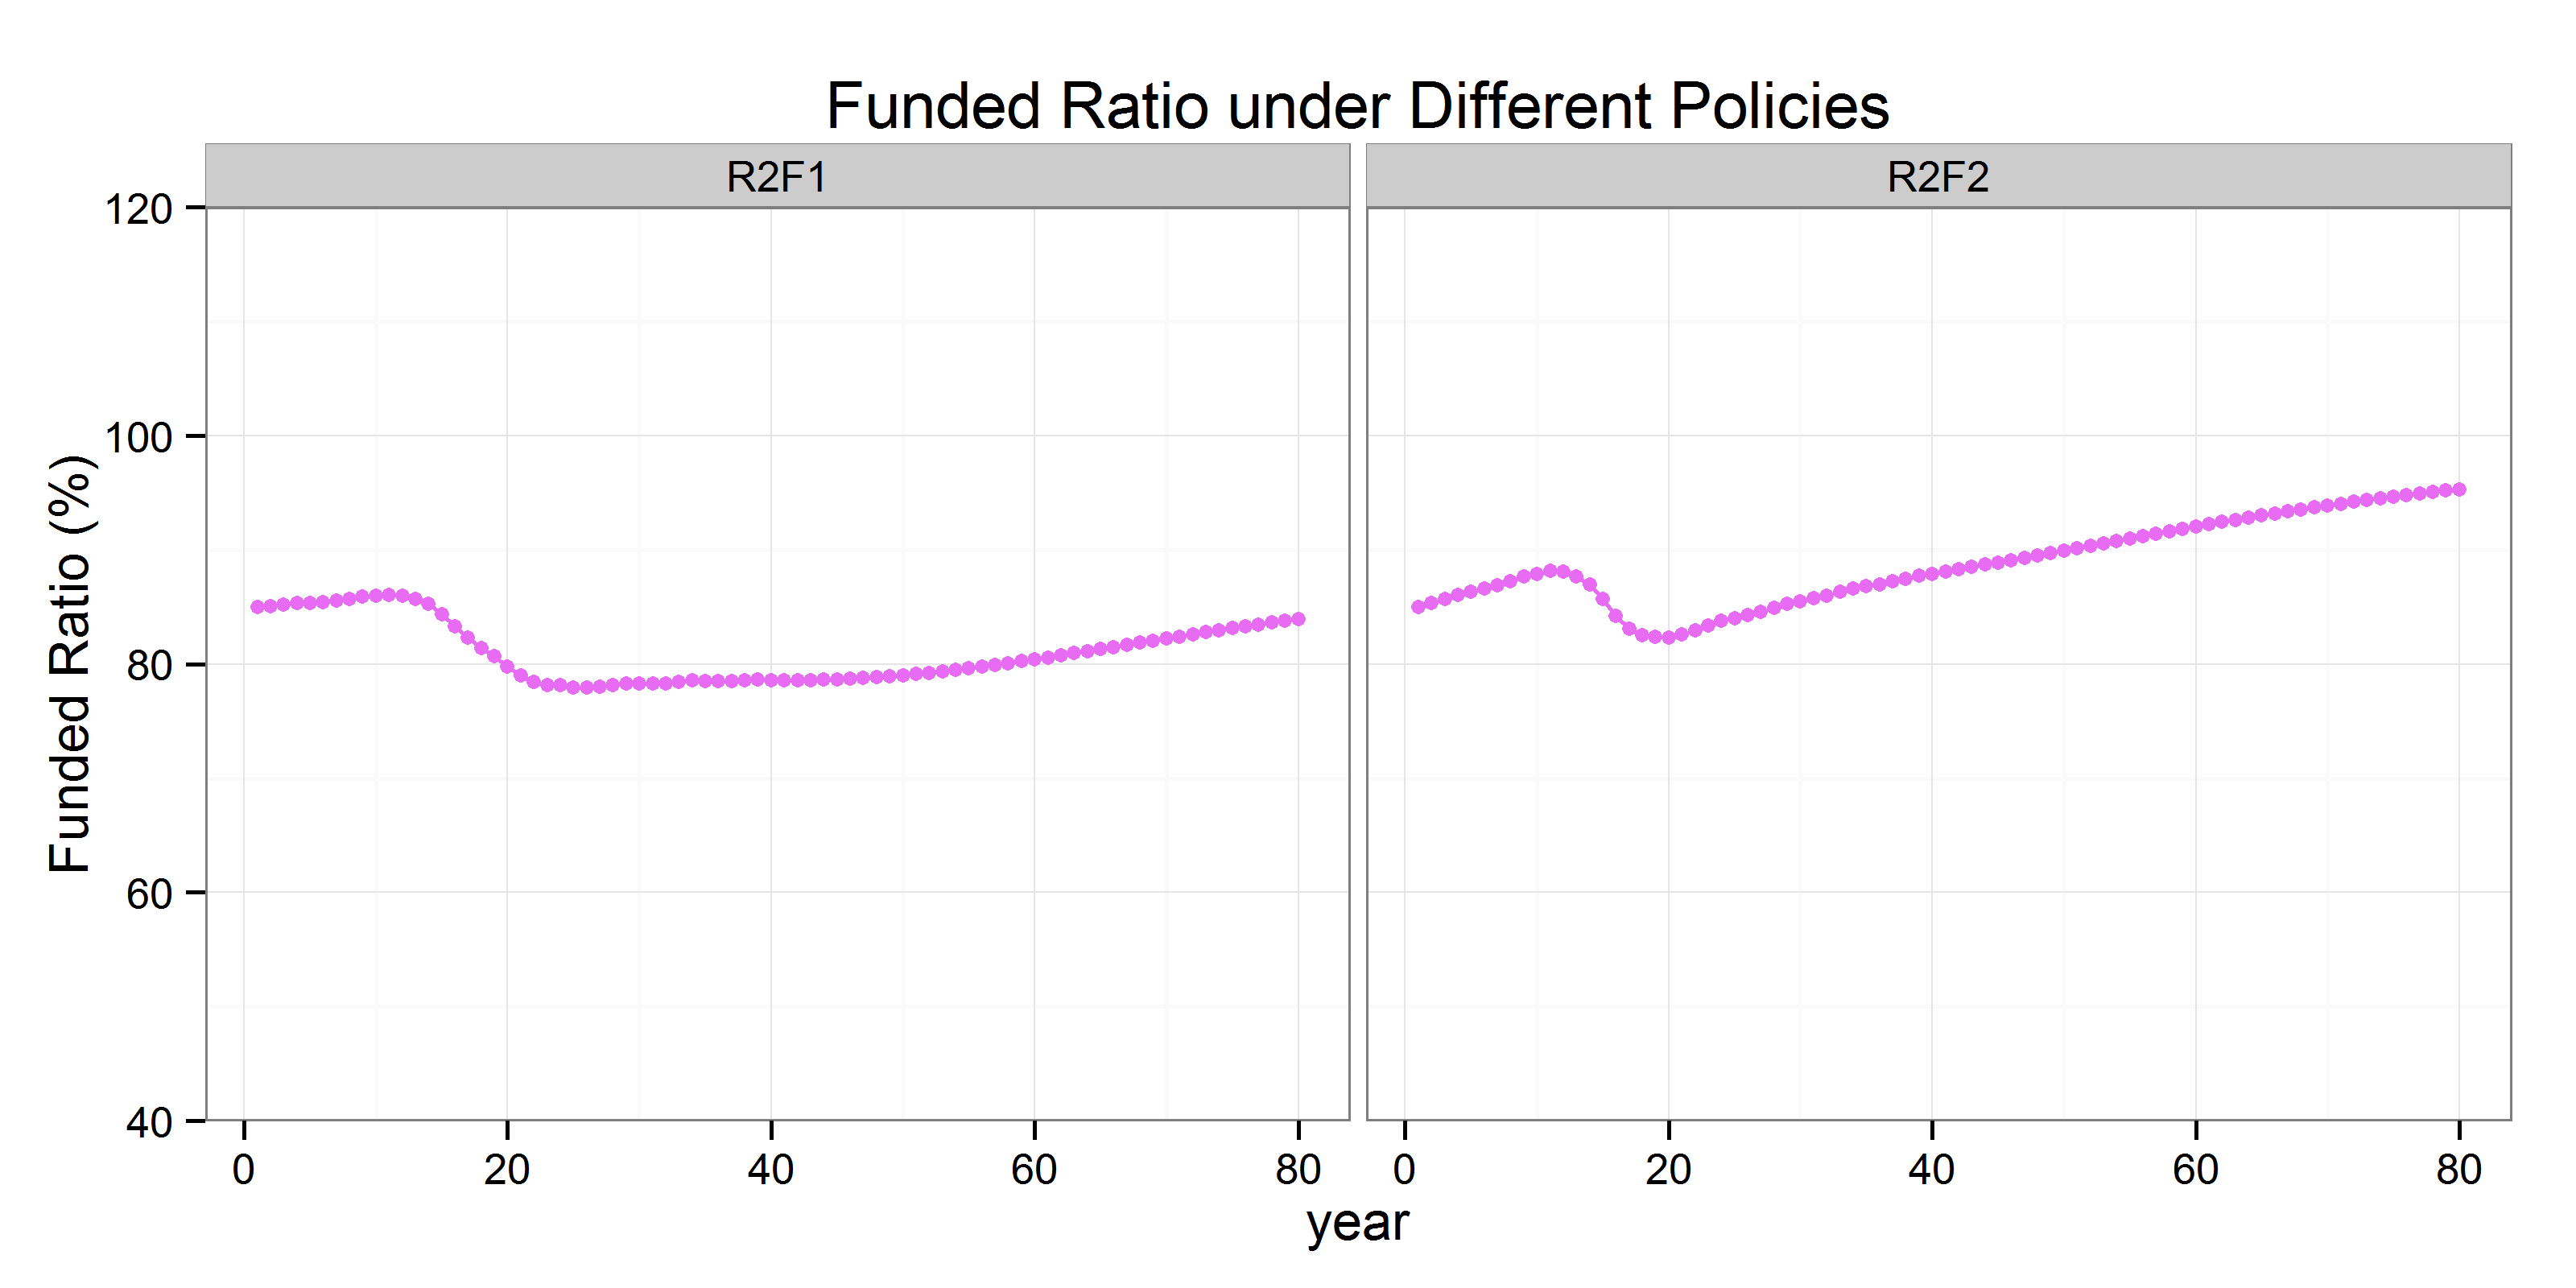 Funded Ratio under Different Policies
R2F1
R2F2
Funded Ratio (%)
120
100
80
60
40
0 20 40 60 80
0 20 40 60 80
year